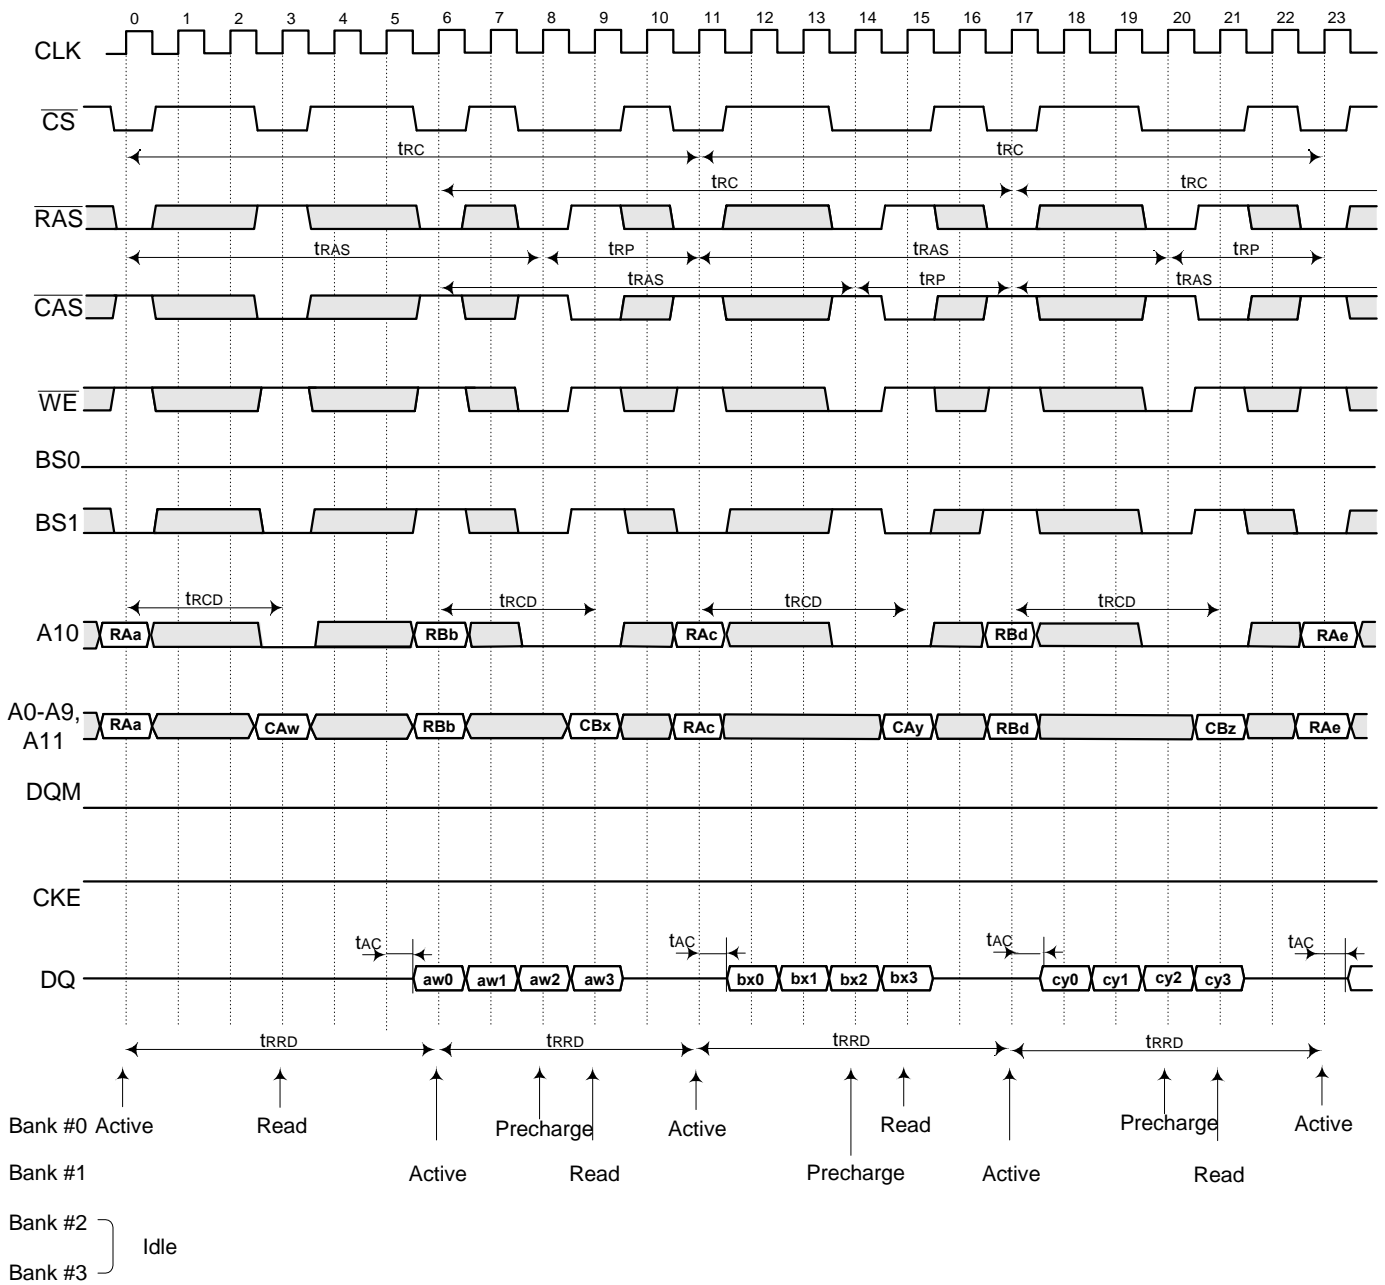 0 1 2 3 4 5 6 7 8 9 10 11 12 13 14 15 16 17 18 19 20 21 22 23
CLK
CS
tRC tRC
tRC tRC
RAS
tRAS tRP tRAS tRP
tRAS tRP tRAS
CAS
WE
BS0
BS1
tRCD tRCD tRCD tRCD
A10 RAa RBb RAc RBd RAe
A0-A9,
A11 RAa CAw RBb CBx RAc CAy RBd CBz RAe
DQM
CKE
tAC tAC tAC tAC
DQ aw0 aw1 aw2 aw3 bx0 bx1 bx2 bx3 cy0 cy1 cy2 cy3
tRRD tRRD tRRD tRRD
Bank #0 Active Read Precharge Active Read Precharge Active
Bank #1 Active Read Precharge Active Read
Bank #2
Idle
Bank #3